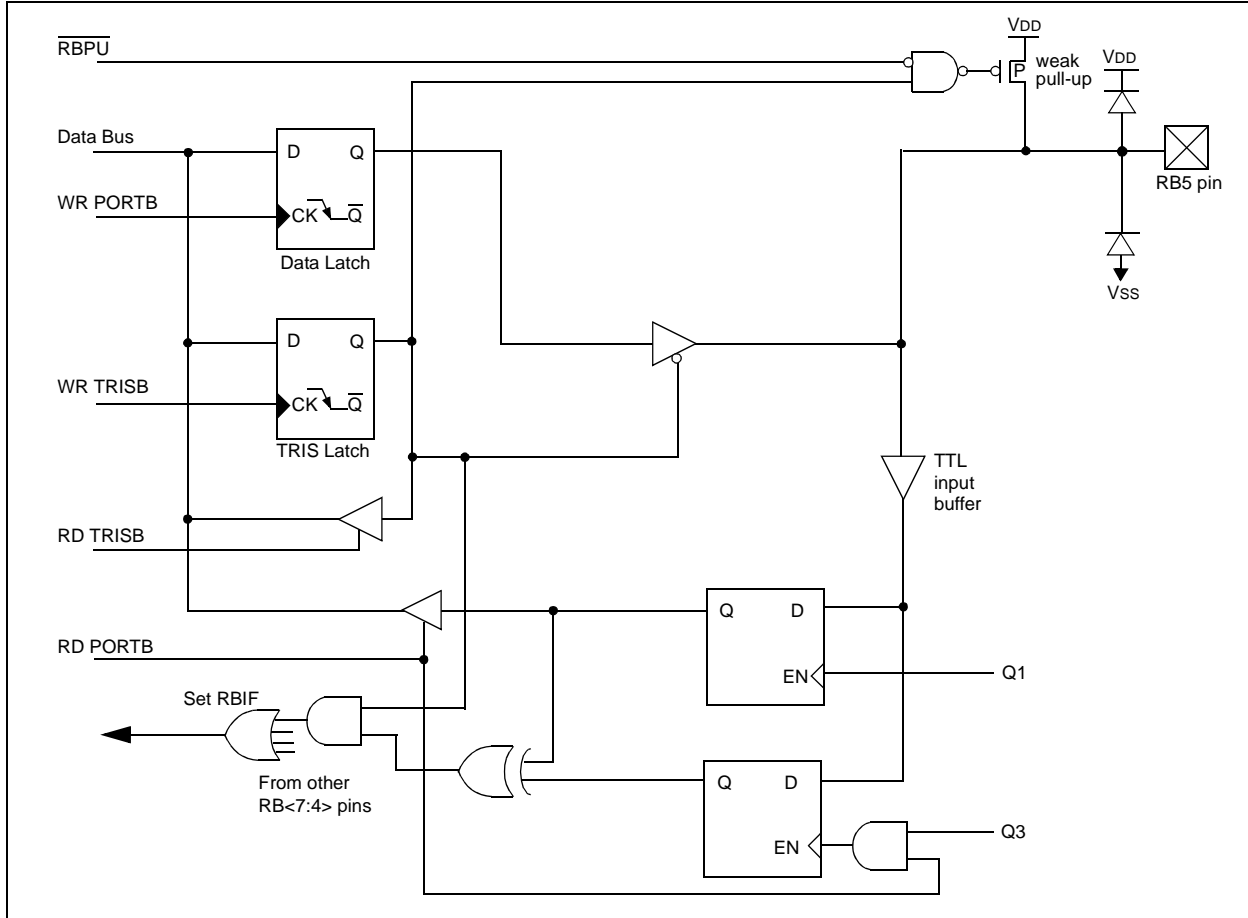 RBPU
VDD
P
weak
pull-up
VDD
Data Bus
D Q
RB5 pin
WR PORTB
CK Q
Data Latch
VSS
D Q
WR TRISB
CK Q
TRIS Latch
TTL
input
buffer
RD TRISB
Q D
RD PORTB
EN
Q1
Set RBIF
From other
RB<7:4> pins
Q D
Q3
EN